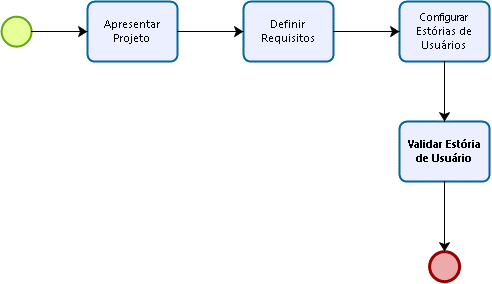 Apresentar
Projeto
Definir
Requisitos
Configurar
Estórias de
Usuários
Validar Estória
de Usuário